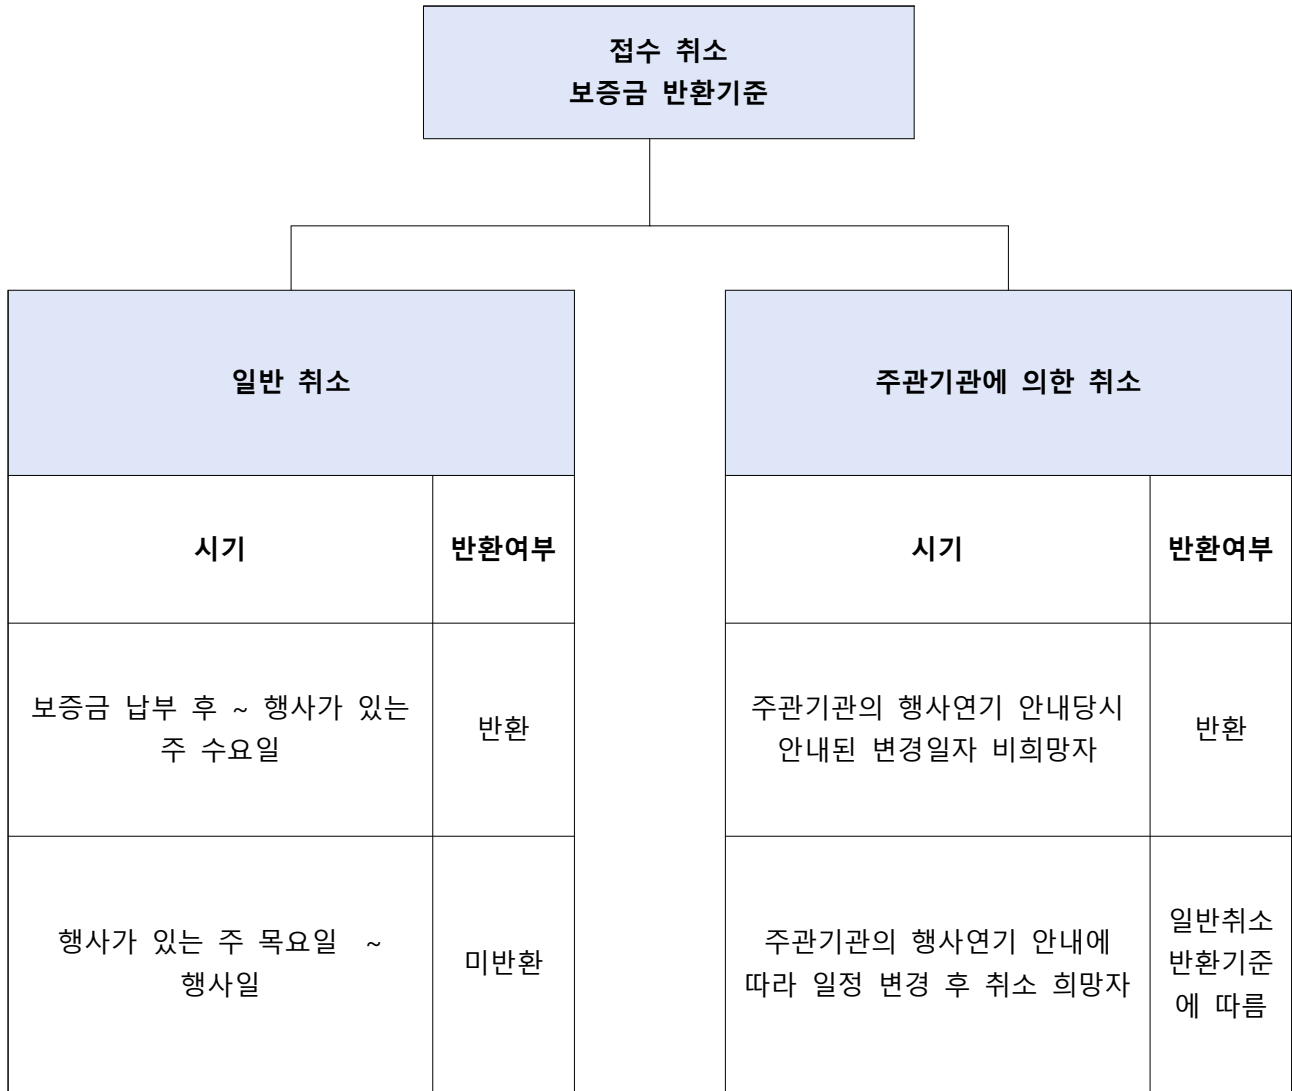 접수 취소
보증금 반환기준
일반 취소
시기
반환여부
보증금 납부 후 ~ 행사가 있는
주 수요일
반환
행사가 있는 주 목요일 ~
행사일
미반환
주관기관에 의한 취소
시기
반환여부
주관기관의 행사연기 안내당시
안내된 변경일자 비희망자
반환
주관기관의 행사연기 안내에
따라 일정 변경 후 취소 희망자
일반취소
반환기준
에 따름